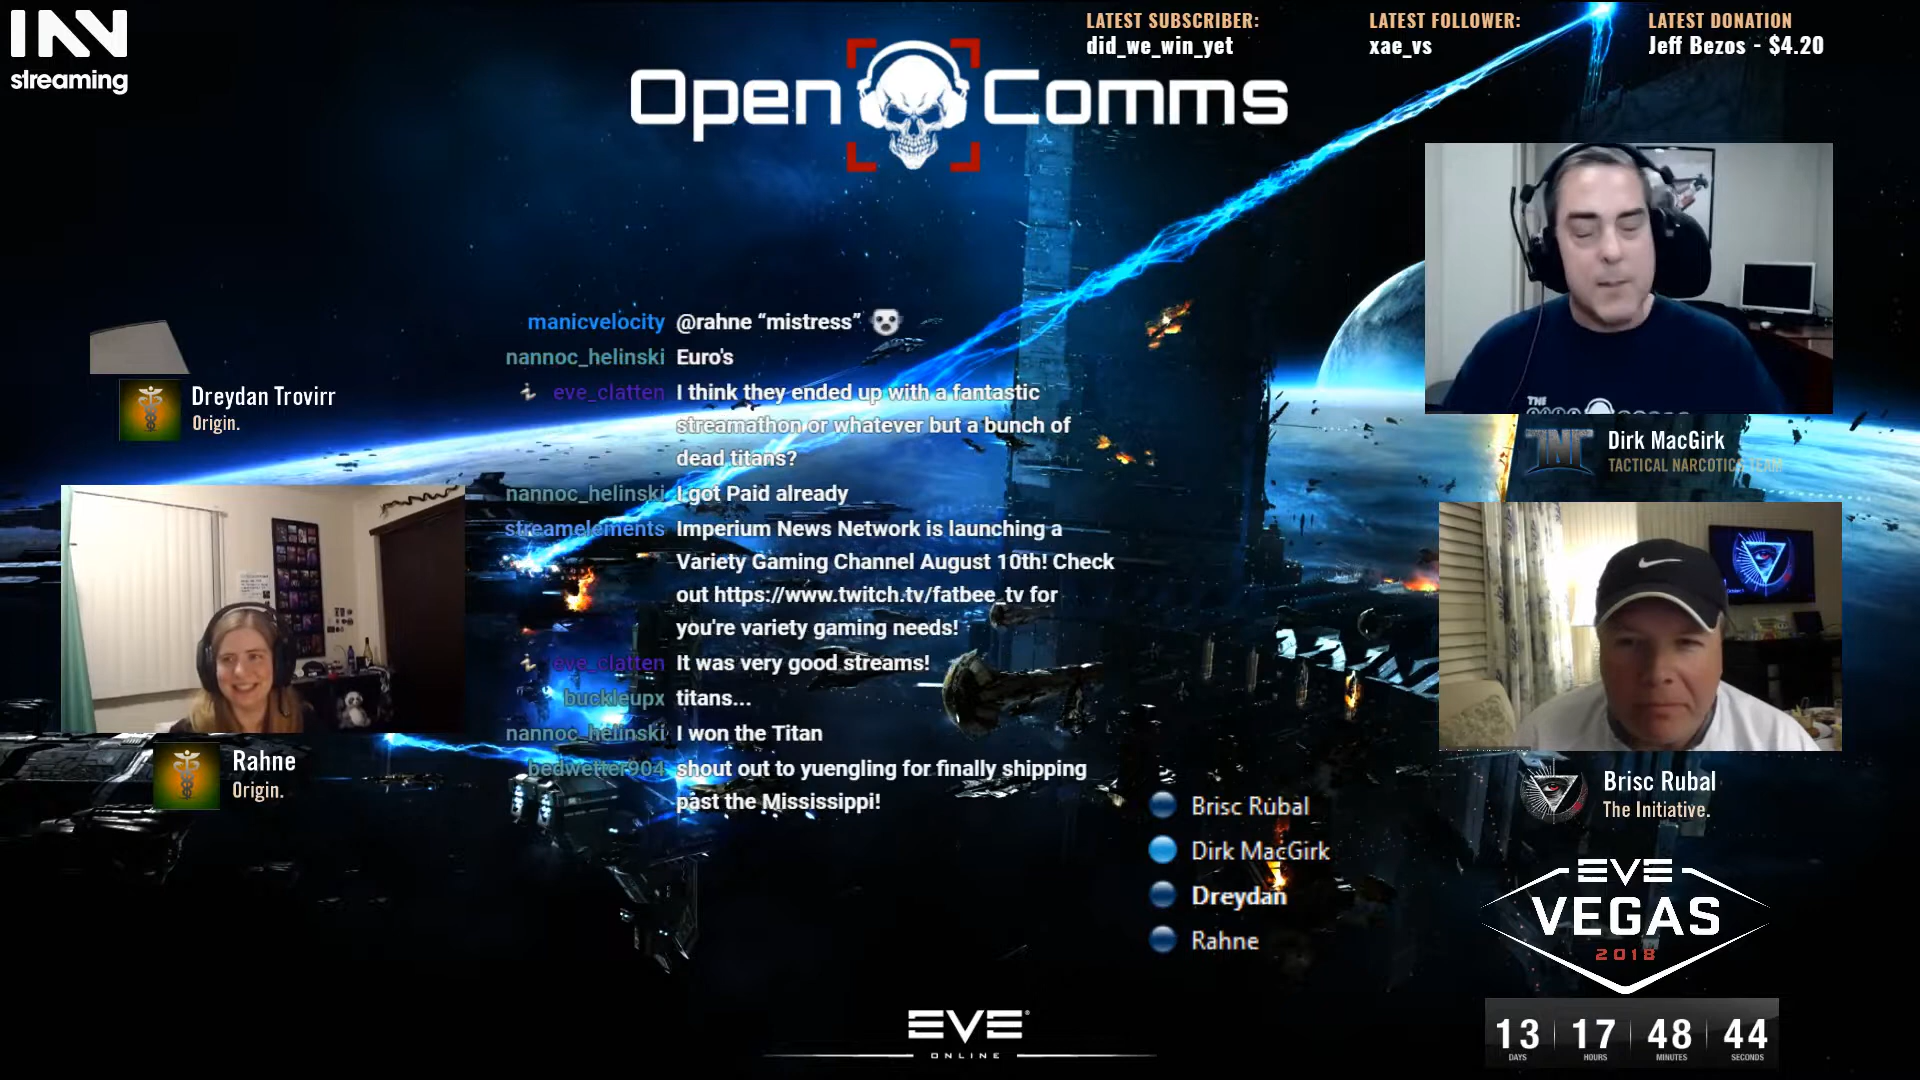 INN
streaming
Open Comms
LATEST SUBSCRIBER:
did_we_win_yet
LATEST FOLLOWER:
xae_vs
LATEST DONATION
Jeff Bezos - $4.20
manicvelocity @rahne “mistress”
nannoc_helinski Euro's
eve_clatten I think they ended up with a fantastic
streamathon or whatever but a bunch of
dead titans?
nannoc_helinski I got Paid already
streamelements Imperium News Network is launching a
Variety Gaming Channel August 10th! Check
out https://www.twitch.tv/fatbee_tv for
you're variety gaming needs!
eve_clatten It was very good streams!
buckleupx titans...
nannoc_helinski I won the Titan
bedwetter904 shout out to yuengling for finally shipping
past the Mississippi!
Dreydan Trovirr
Origin.
Rahne
Origin.
THE
TNT
Dirk MacGirk
TACTICAL NARCOTICS TEAM
Brisc Rubal
The Initiative.
Brisc Rubal
Dirk MacGirk
Dreydan
Rahne
EVE
VEGAS
2018
13 17 48 44
DAYS HOURS MINUTES SECONDS
EVE
ONLINE